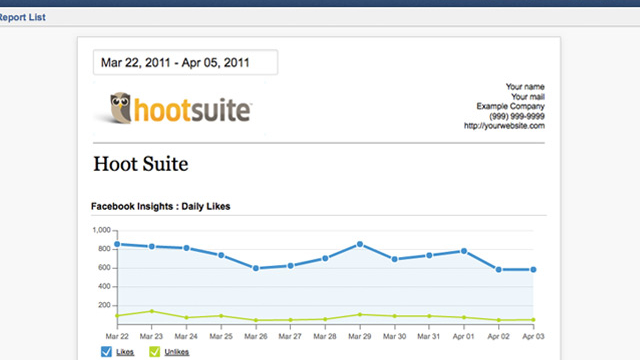 Report List
Mar 22, 2011 - Apr 05, 2011
hootsuite
Your name
Your mail
Example Company
(999) 999-9999
http://yourwebsite.com
Hoot Suite
Facebook Insights : Daily Likes
1,000
800
600
400
200
Mar 22 Mar 23 Mar 24 Mar 25 Mar 26 Mar 27 Mar 28 Mar 29 Mar 30 Mar 31 Apr 01 Apr 02 Apr 03
Likes Unlikes